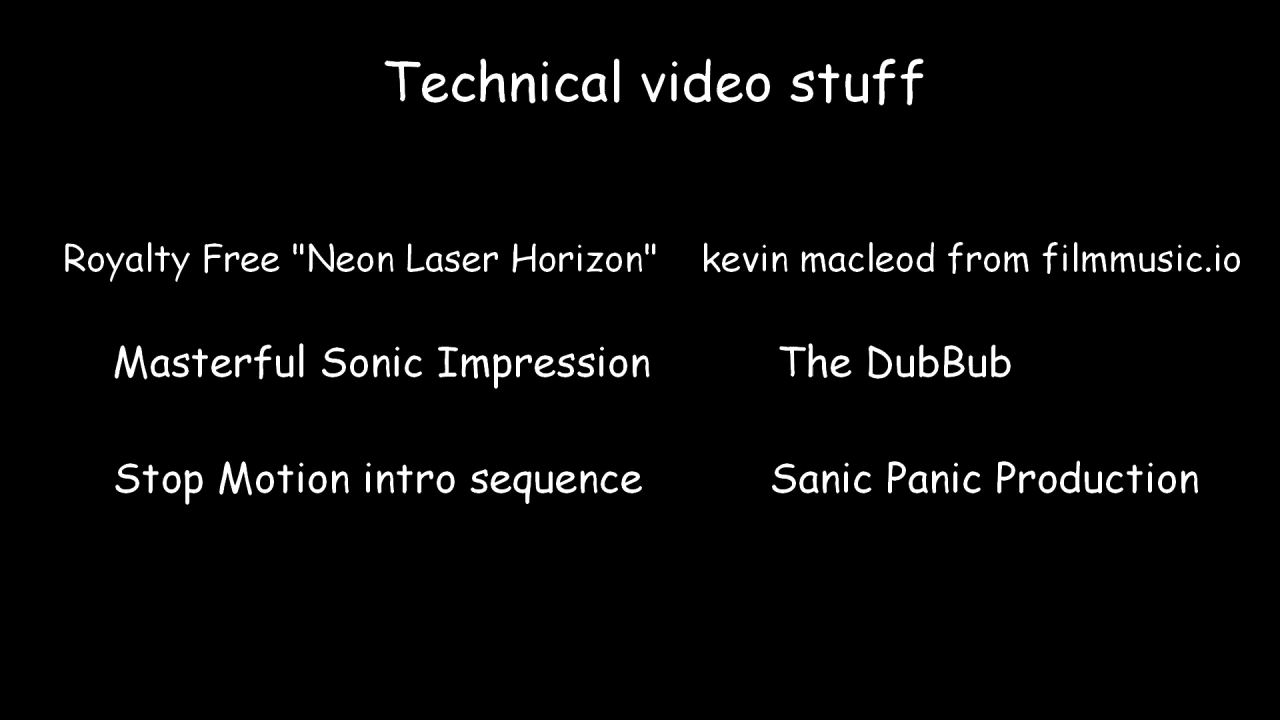 Technical video stuff
Royalty Free "Neon Laser Horizon" kevin macleod from filmmusic.io
Masterful Sonic Impression The DubBub
Stop Motion intro sequence Sanic Panic Production